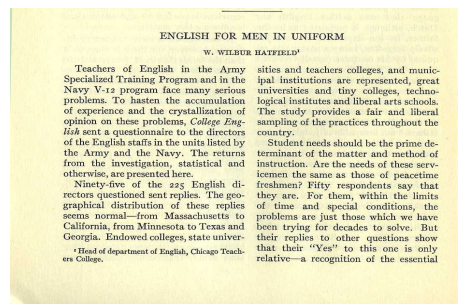 ENGLISH FOR MEN IN UNIFORM
W. WILBUR HATFIELD¹
Teachers of English in the Army
Specialized Training Program and in the
Navy V-12 program face many serious
problems. To hasten the accumulation
of experience and the crystallization of
opinion on these problems, College Eng-
lish sent a questionnaire to the directors
of the English staffs in the units listed by
the Army and the Navy. The returns
from the investigation, statistical and
otherwise, are presented here.
Ninety-five of the 225 English di-
rectors questioned sent replies. The geo-
graphical distribution of these replies
seems normal—from Massachusetts to
California, from Minnesota to Texas and
Georgia. Endowed colleges, state univer-
¹ Head of department of English, Chicago Teach-
ers College.
sities and teachers colleges, and munic-
ipal institutions are represented, great
universities and tiny colleges, techno-
logical institutes and liberal arts schools.
The study provides a fair and liberal
sampling of the practices throughout the
country.
Student needs should be the prime de-
terminant of the matter and method of
instruction. Are the needs of these serv-
icemen the same as those of peacetime
freshmen? Fifty respondents say that
they are. For them, within the limits
of time and special conditions, the
problems are just those which we have
been trying for decades to solve. But
their replies to other questions show
that their "Yes" to this one is only
relative—a recognition of the essential